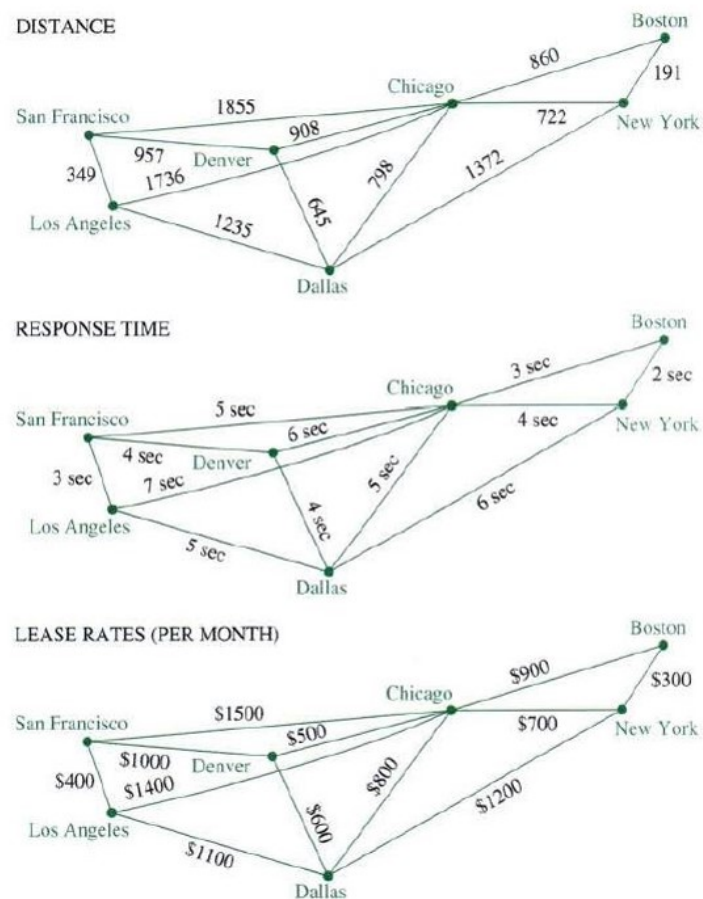 DISTANCE
Boston
860
191
Chicago
San Francisco
1855
908
722
New York
957
Denver
349
1736
798
1372
645
Los Angeles
1235
Dallas
RESPONSE TIME
Boston
3 sec
2 sec
Chicago
San Francisco
5 sec
6 sec
4 sec
New York
4 sec
Denver
3 sec
7 sec
5 sec
4 sec
6 sec
Los Angeles
5 sec
Dallas
LEASE RATES (PER MONTH)
Boston
$900
$300
Chicago
San Francisco
$1500
$500
$700
New York
$1000
Denver
$400
$1400
$800
$1200
$600
Los Angeles
$1100
Dallas